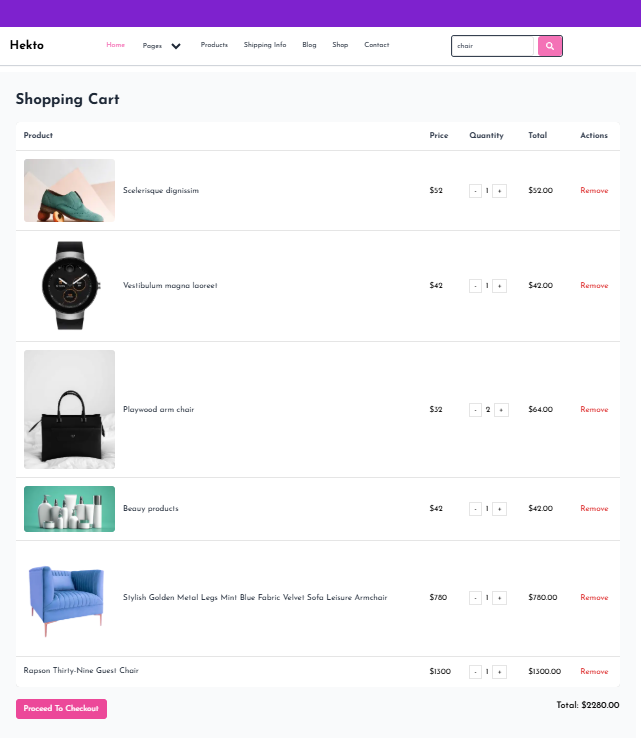 Hekto
Home Pages Products Shipping Info Blog Shop Contact
chair
Shopping Cart
Product Price Quantity Total Actions
Scelerisque dignissim $52 - 1 + $52.00 Remove
Vestibulum magna laoreet $42 - 1 + $42.00 Remove
Playwood arm chair $32 - 2 + $64.00 Remove
Beauy products $42 - 1 + $42.00 Remove
Stylish Golden Metal Legs Mint Blue Fabric Velvet Sofa Leisure Armchair $780 - 1 + $780.00 Remove
Rapson Thirty-Nine Guest Chair $1300 - 1 + $1300.00 Remove
Proceed To Checkout
Total: $2280.00